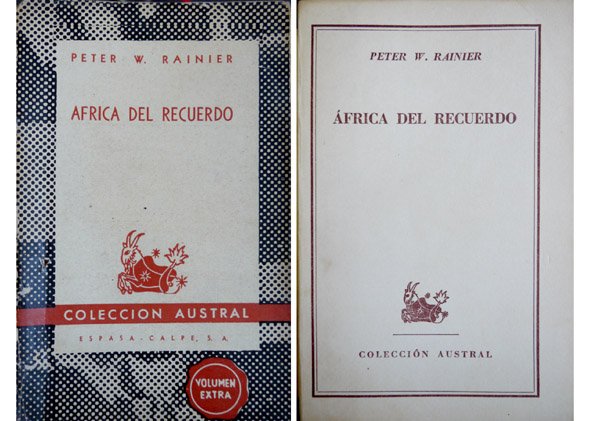 PETER W. RAINIER
AFRICA DEL RECUERDO
COLECCION AUSTRAL
ESPASA-CALPE, S. A.
VOLUMEN
EXTRA
PETER W. RAINIER
ÁFRICA DEL RECUERDO
COLECCIÓN AUSTRAL